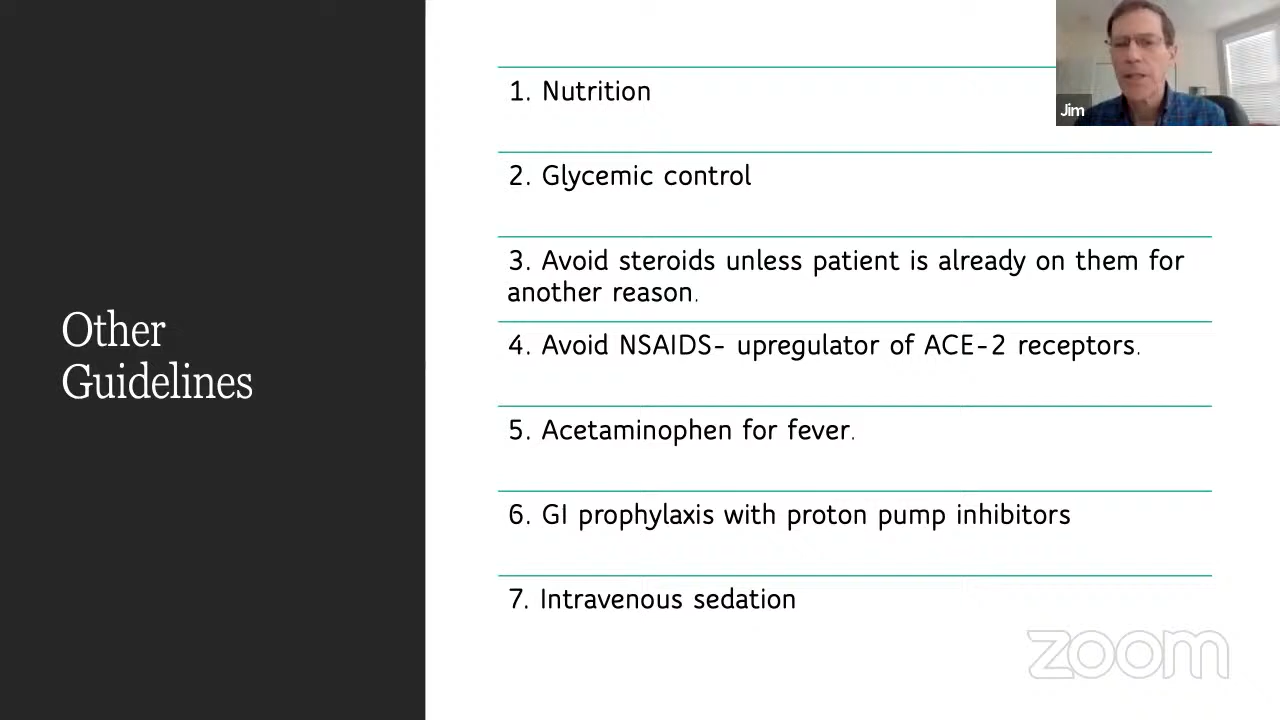 Other
Guidelines
1. Nutrition
2. Glycemic control
3. Avoid steroids unless patient is already on them for
another reason.
4. Avoid NSAIDS- upregulator of ACE-2 receptors.
5. Acetaminophen for fever.
6. GI prophylaxis with proton pump inhibitors
7. Intravenous sedation
Jim
zoom